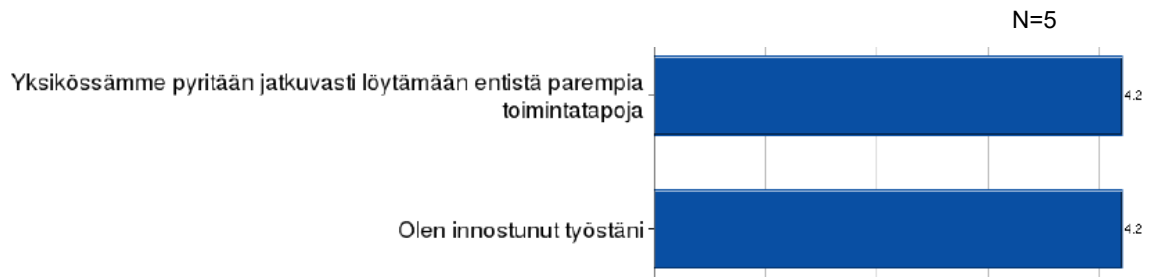 N=5
Yksikössämme pyritään jatkuvasti löytämään entistä parempia
toimintatapoja
4.2
Olen innostunut työstäni
4.2